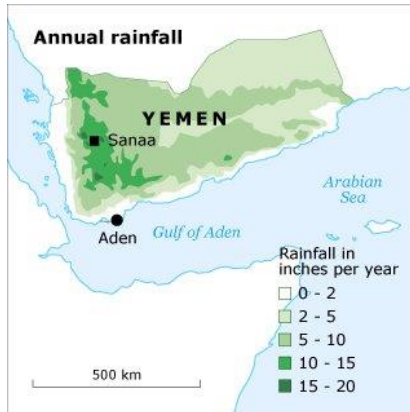 Annual rainfall
YEMEN
Sanaa
Arabian
Sea
Aden
Gulf of Aden
Rainfall in
inches per year
0 - 2
2 - 5
5 - 10
10 - 15
15 - 20
500 km